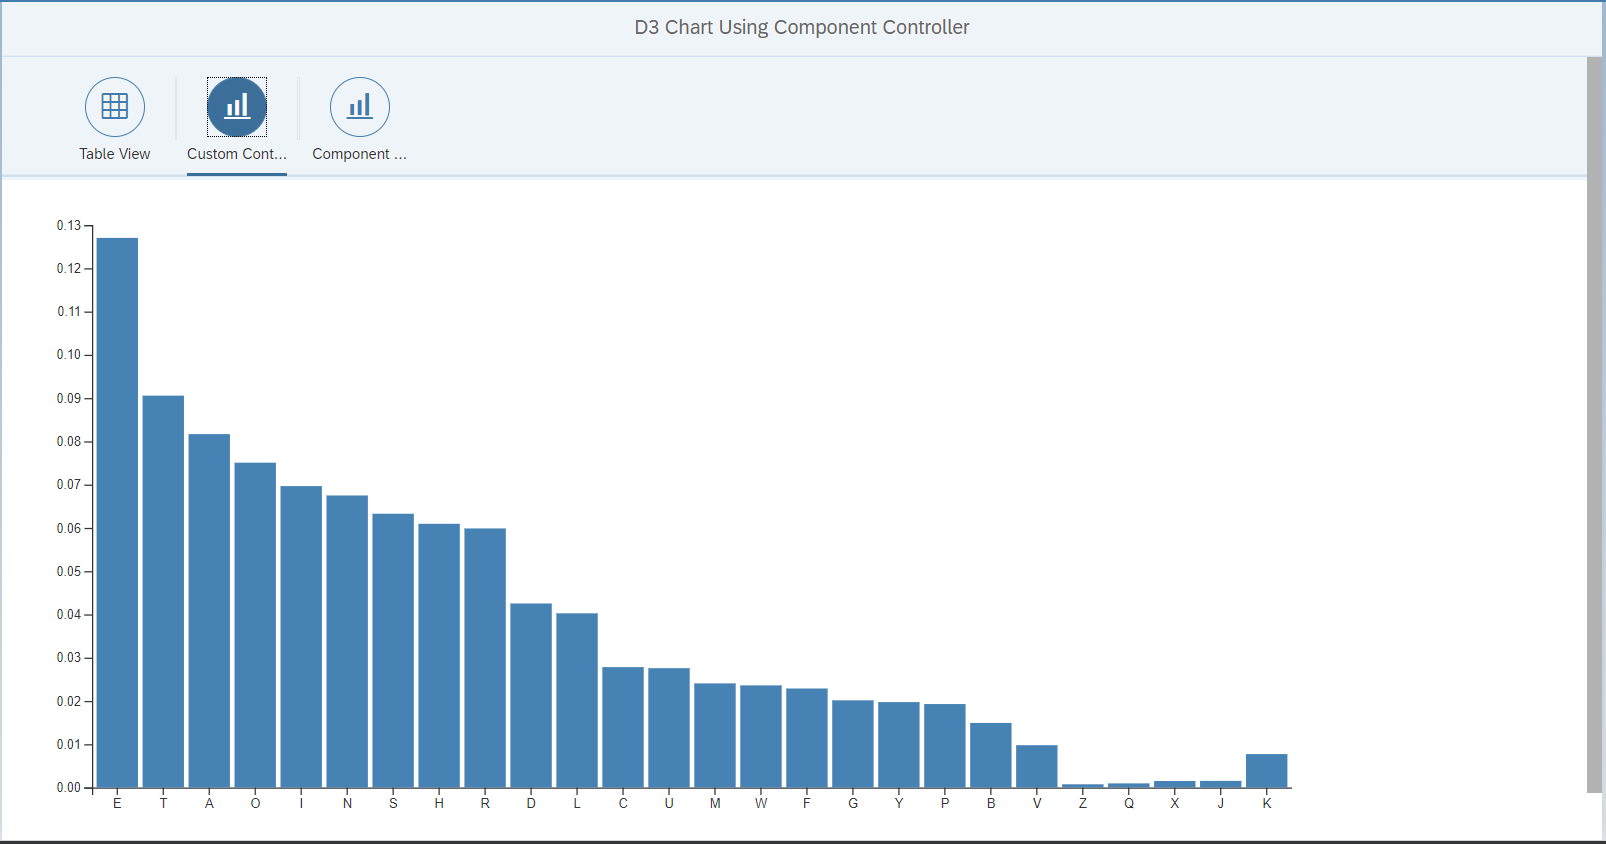 D3 Chart Using Component Controller
Table View
Custom Cont...
Component ...
0.13
0.12
0.11
0.10
0.09
0.08
0.07
0.06
0.05
0.04
0.03
0.02
0.01
0.00
E T A O I N S H R D L C U M W F G Y P B V Z Q X J K